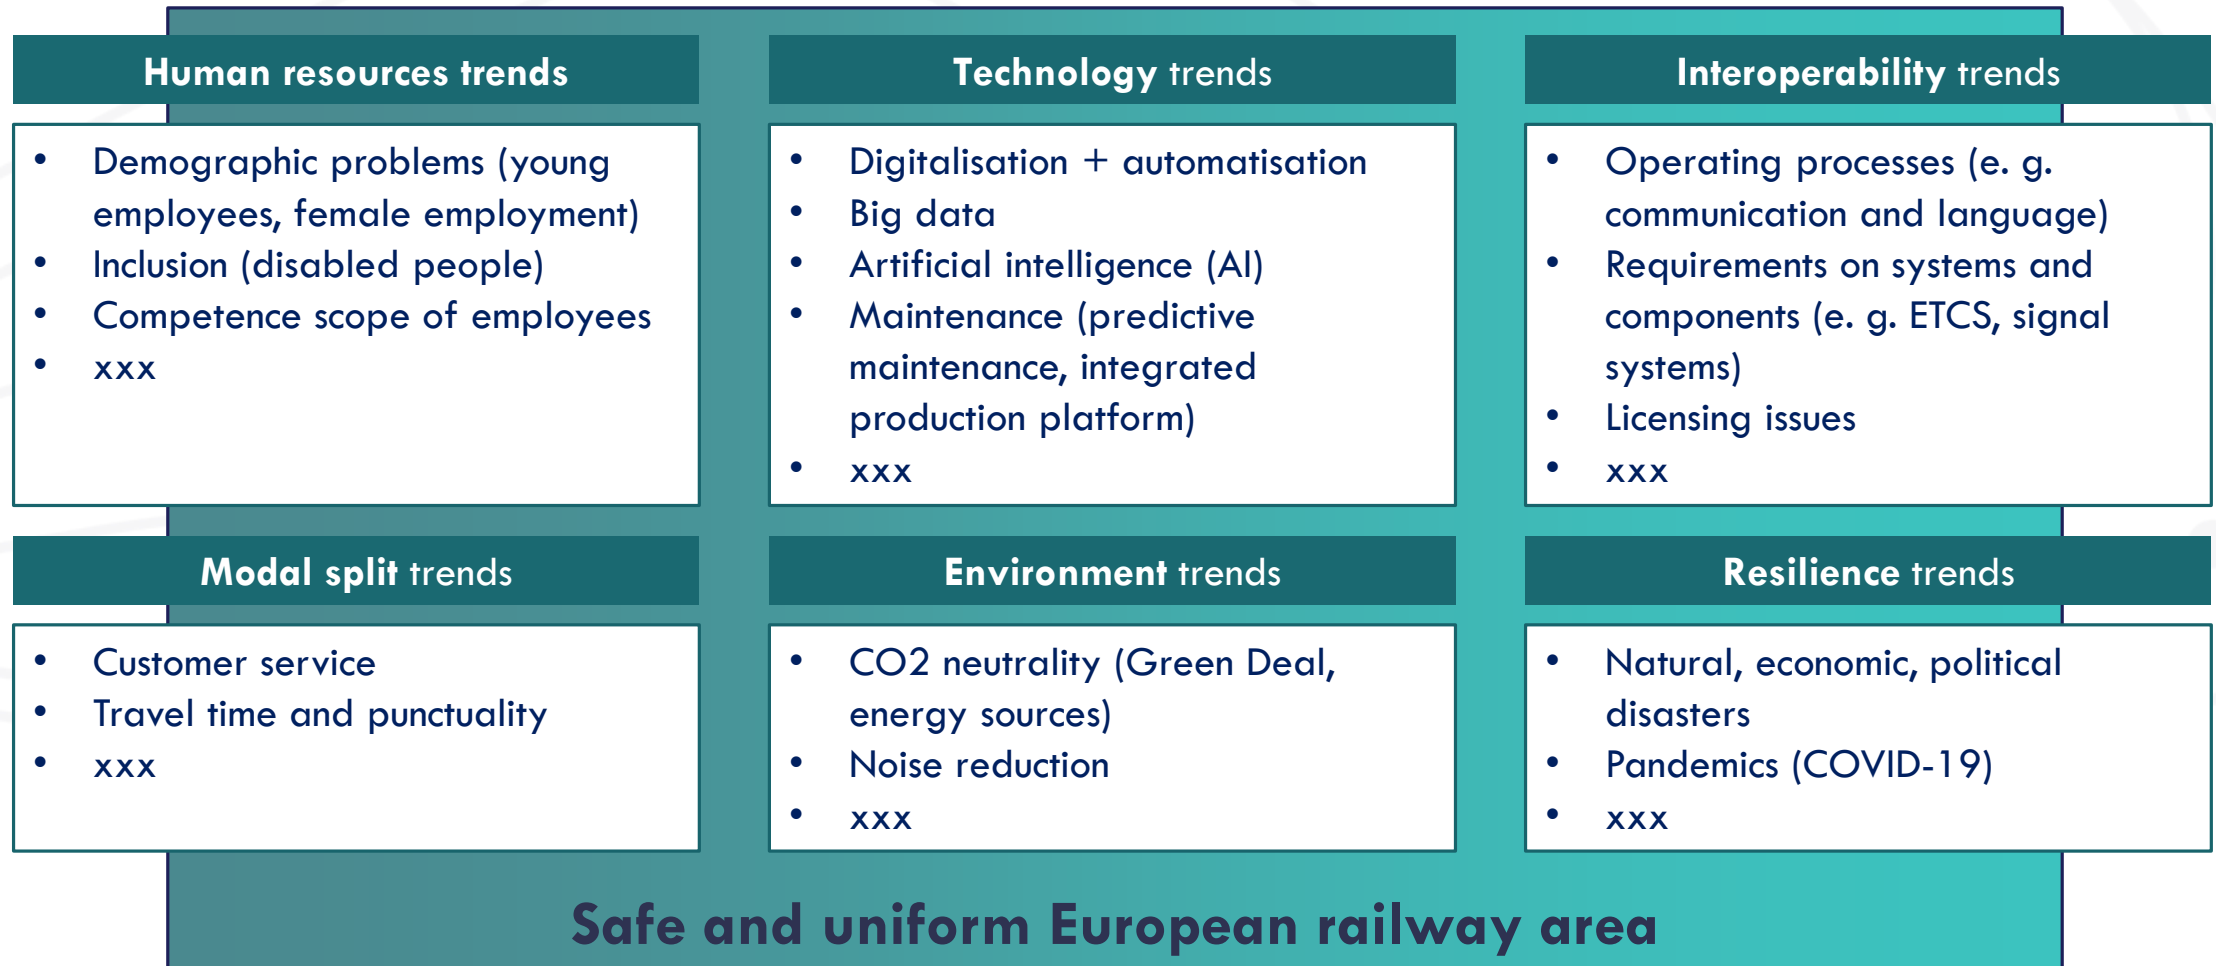 Human resources trends
• Demographic problems (young
employees, female employment)
• Inclusion (disabled people)
• Competence scope of employees
• xxx
Technology trends
• Digitalisation + automatisation
• Big data
• Artificial intelligence (AI)
• Maintenance (predictive
maintenance, integrated
production platform)
• xxx
Interoperability trends
• Operating processes (e. g.
communication and language)
• Requirements on systems and
components (e. g. ETCS, signal
systems)
• Licensing issues
• xxx
Modal split trends
• Customer service
• Travel time and punctuality
• xxx
Environment trends
• CO2 neutrality (Green Deal,
energy sources)
• Noise reduction
• xxx
Resilience trends
• Natural, economic, political
disasters
• Pandemics (COVID-19)
• xxx
Safe and uniform European railway area